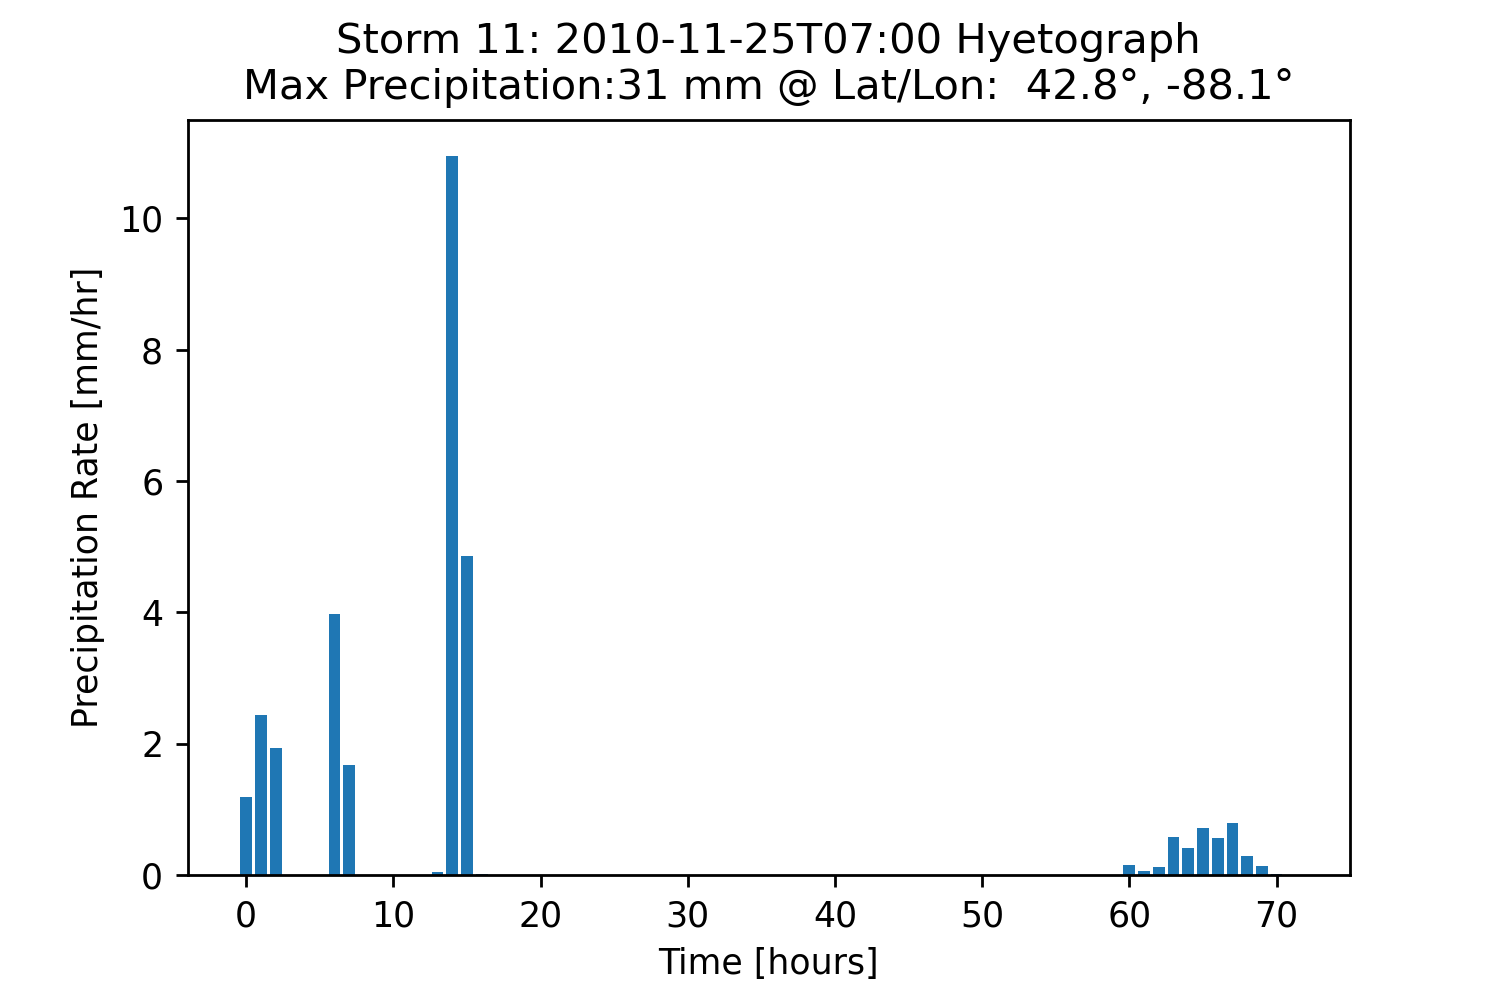 Storm 11: 2010-11-25T07:00 Hyetograph
Max Precipitation:31 mm @ Lat/Lon:  42.8°, -88.1°
Precipitation Rate [mm/hr]
10
8
6
4
2
0
0 10 20 30 40 50 60 70
Time [hours]